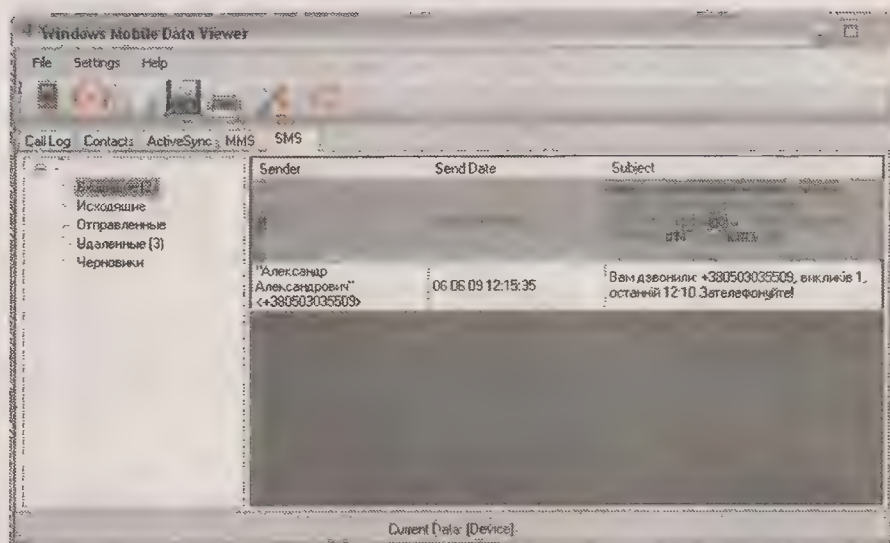 Windows Mobile Data Viewer
File Settings Help
Call Log Contacts ActiveSync MMS SMS
Sender Send Date Subject
Исходящие
Отправленные
Удаленные (3)
Черновики
"Александр
Александрович"
<+380503035509>
06.06.09 12:15:35
Вам дзвонили: +380503035509, викликів 1,
останній 12:10.Зателефонуйте!
Current Data: [Device]